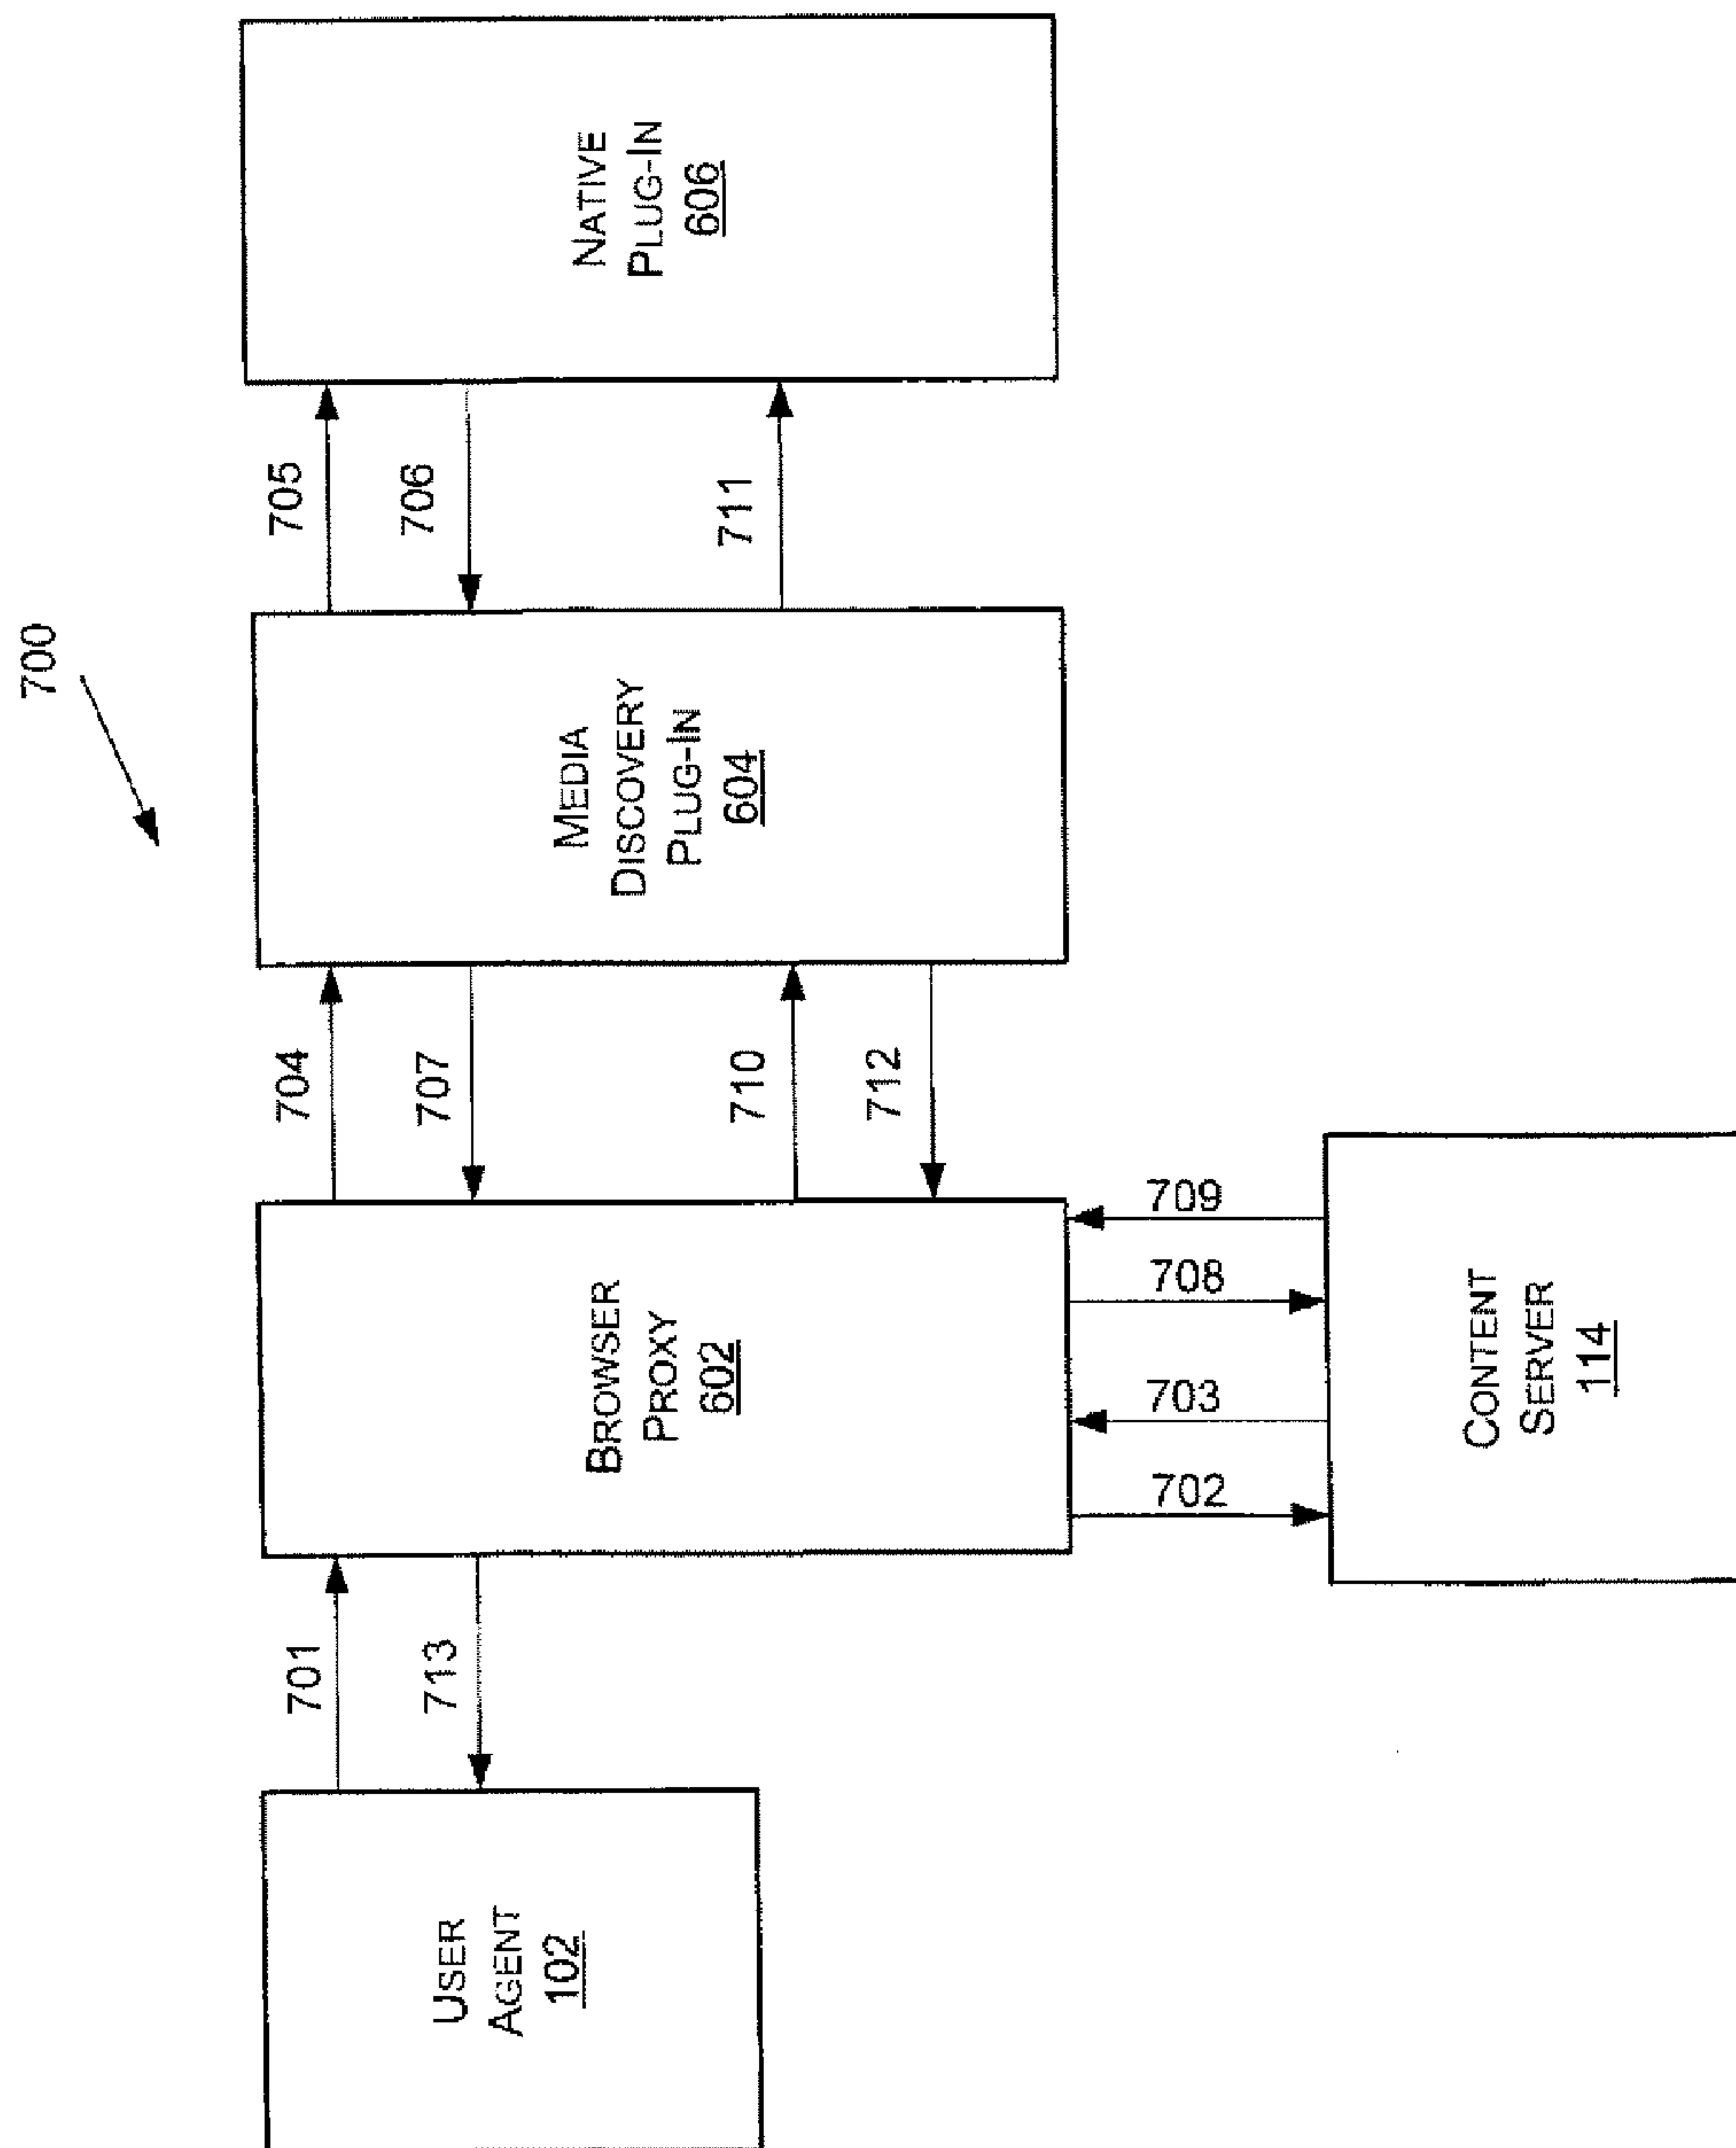 700
USER
AGENT
102
701
713
BROWSER
PROXY
602
704
707
710
712
MEDIA
DISCOVERY
PLUG-IN
604
705
706
711
NATIVE
PLUG-IN
606
702
703
708
709
CONTENT
SERVER
114